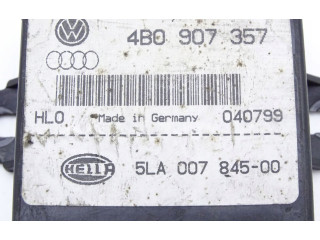 4B0 907 357
HLO Made in Germany 040799
HELLA 5LA 007 845-00